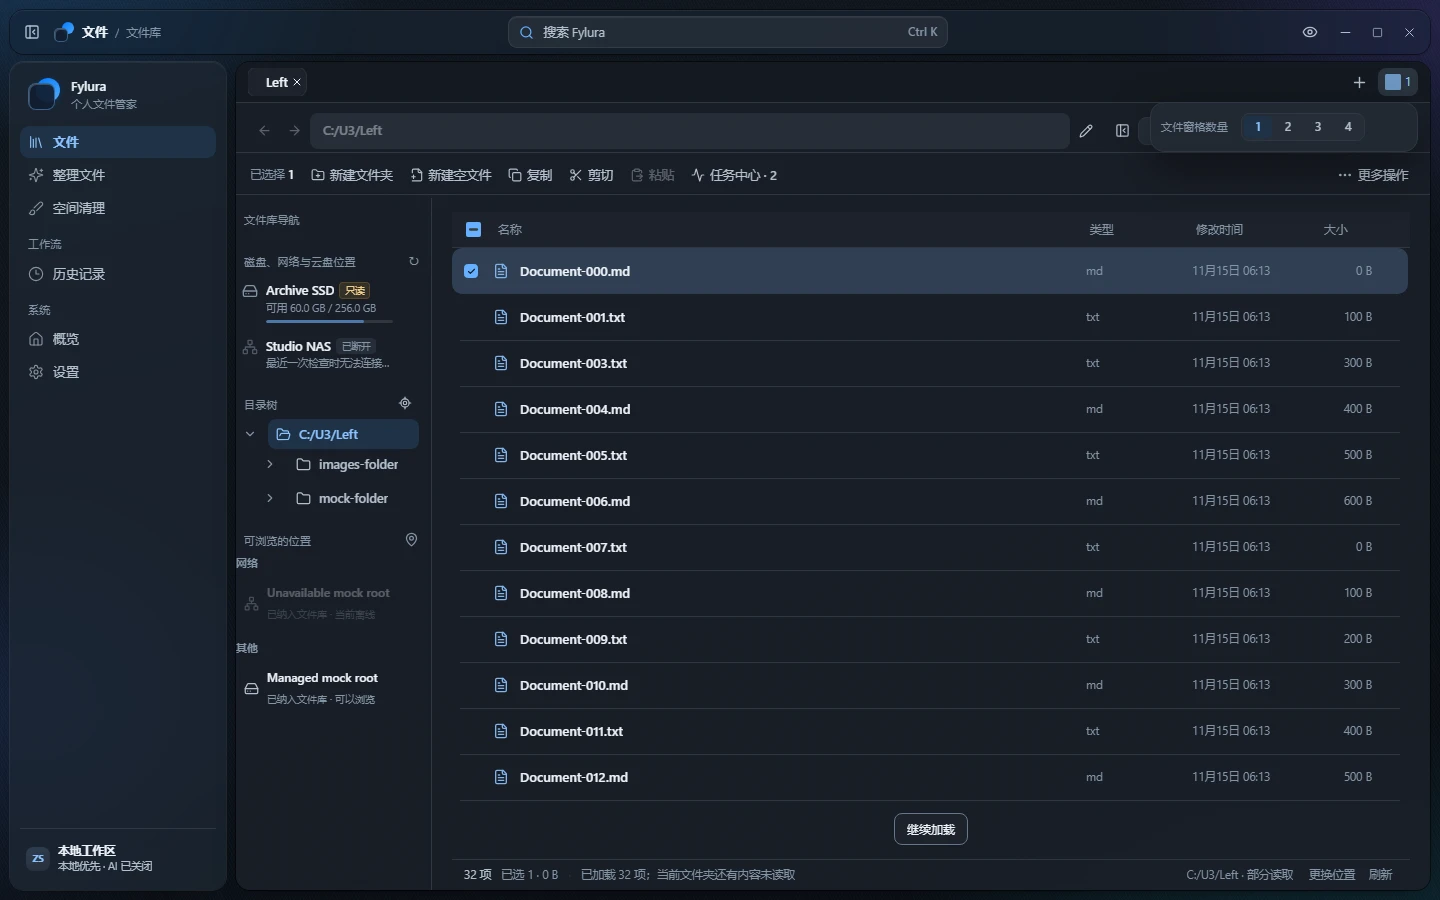 文件 / 文件库
搜索 Fylura Ctrl K
Fylura
个人文件管家
文件
整理文件
空间清理
工作流
历史记录
系统
概览
设置
ZS
本地工作区
本地优先 · AI 已关闭
Left
1
C:/U3/Left
文件窗格数量 1 2 3 4
已选择 1 新建文件夹 新建空文件 复制 剪切 粘贴 任务中心 · 2 更多操作
文件库导航
磁盘、网络与云盘位置
Archive SSD 只读
可用 60.0 GB / 256.0 GB
Studio NAS 已断开
最近一次检查时无法连接...
目录树
C:/U3/Left
images-folder
mock-folder
可浏览的位置
网络
Unavailable mock root
已纳入文件库 · 当前离线
其他
Managed mock root
已纳入文件库 · 可以浏览
名称 类型 修改时间 大小
Document-000.md md 11月15日 06:13 0 B
Document-001.txt txt 11月15日 06:13 100 B
Document-003.txt txt 11月15日 06:13 300 B
Document-004.md md 11月15日 06:13 400 B
Document-005.txt txt 11月15日 06:13 500 B
Document-006.md md 11月15日 06:13 600 B
Document-007.txt txt 11月15日 06:13 0 B
Document-008.md md 11月15日 06:13 100 B
Document-009.txt txt 11月15日 06:13 200 B
Document-010.md md 11月15日 06:13 300 B
Document-011.txt txt 11月15日 06:13 400 B
Document-012.md md 11月15日 06:13 500 B
继续加载
32 项 已选 1 · 0 B · 已加载 32 项；当前文件夹还有内容未读取 C:/U3/Left · 部分读取 更换位置 刷新